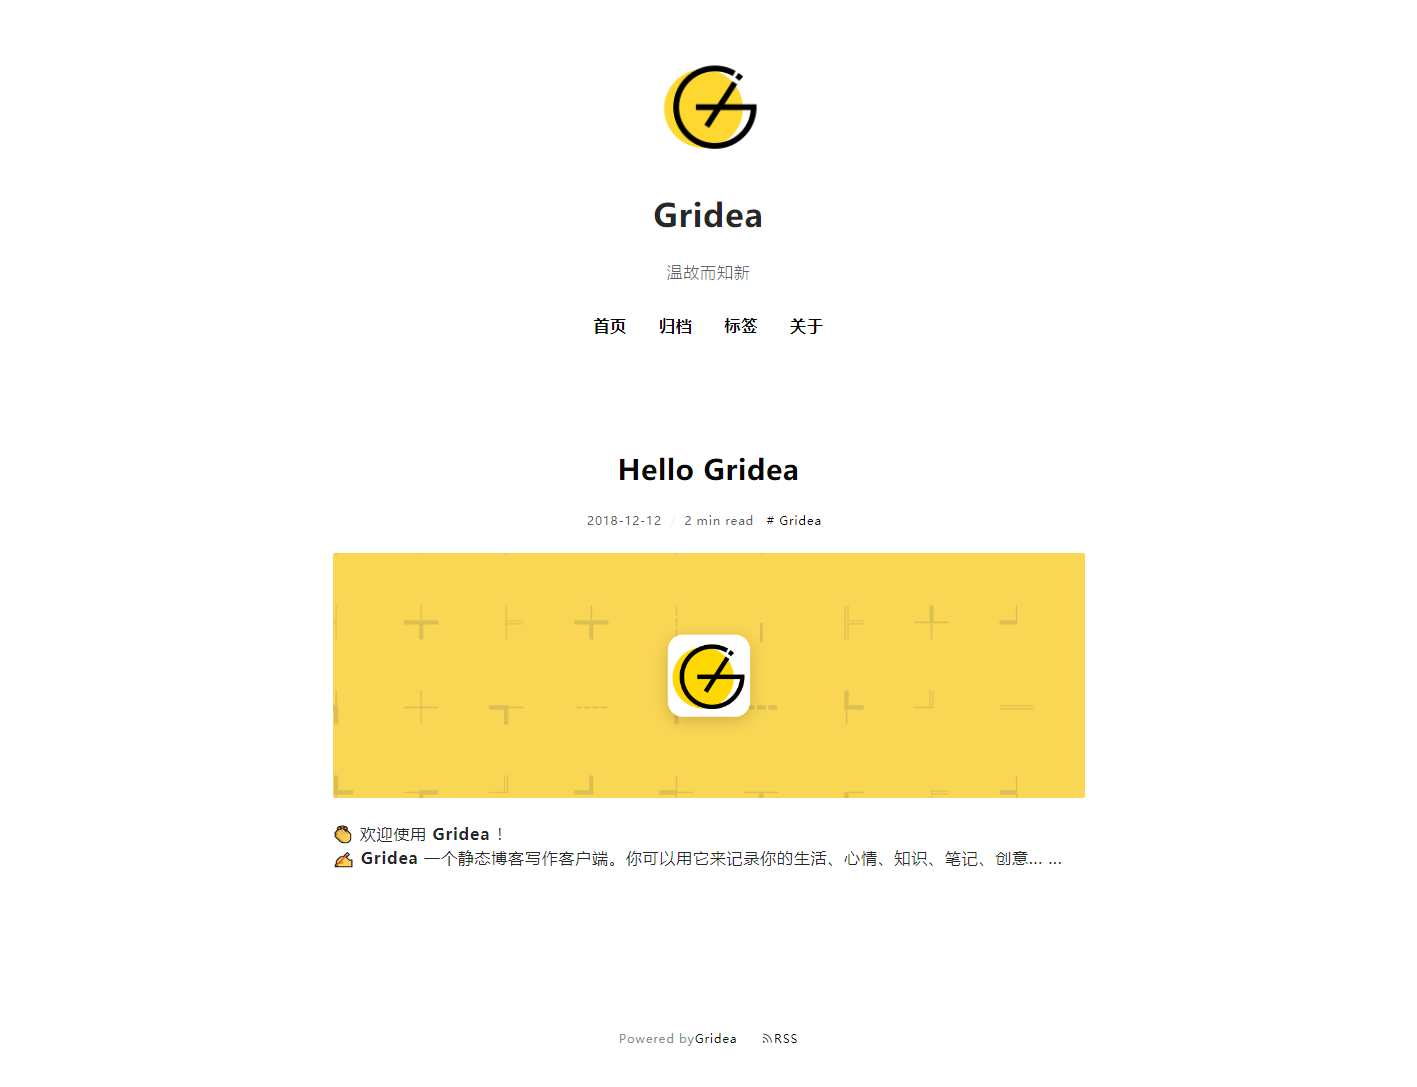 Gridea
温故而知新
首页 归档 标签 关于
Hello Gridea
2018-12-12 / 2 min read # Gridea
👏 欢迎使用 Gridea ！
✍️ Gridea 一个静态博客写作客户端。你可以用它来记录你的生活、心情、知识、笔记、创意... ...
Powered by Gridea RSS